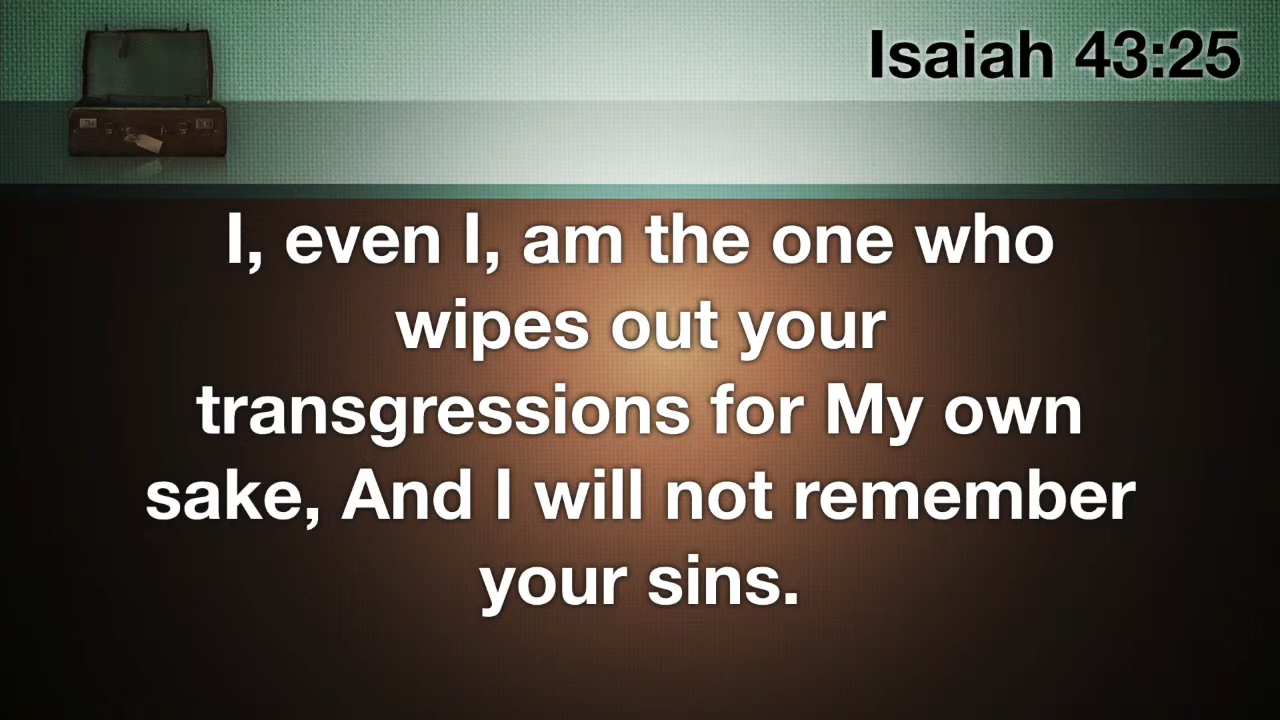 Isaiah 43:25
I, even I, am the one who
wipes out your
transgressions for My own
sake, And I will not remember
your sins.